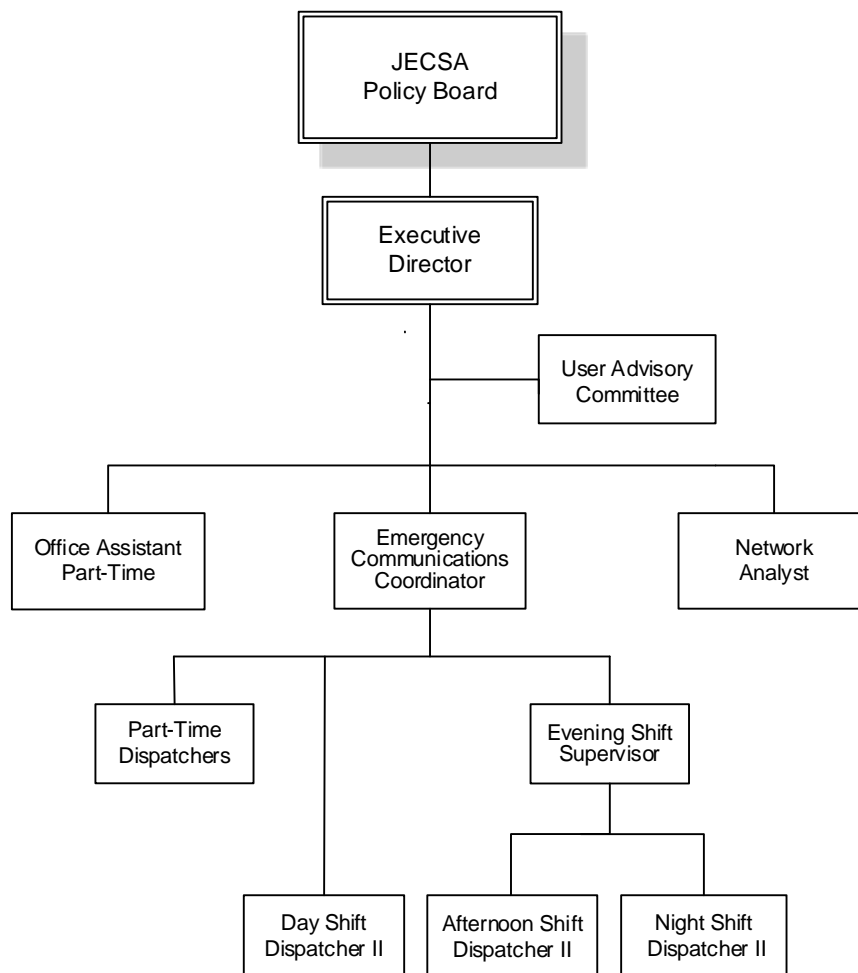 JECSA
Policy Board
Executive
Director
User Advisory
Committee
Office Assistant
Part-Time
Emergency
Communications
Coordinator
Network
Analyst
Part-Time
Dispatchers
Evening Shift
Supervisor
Day Shift
Dispatcher II
Afternoon Shift
Dispatcher II
Night Shift
Dispatcher II